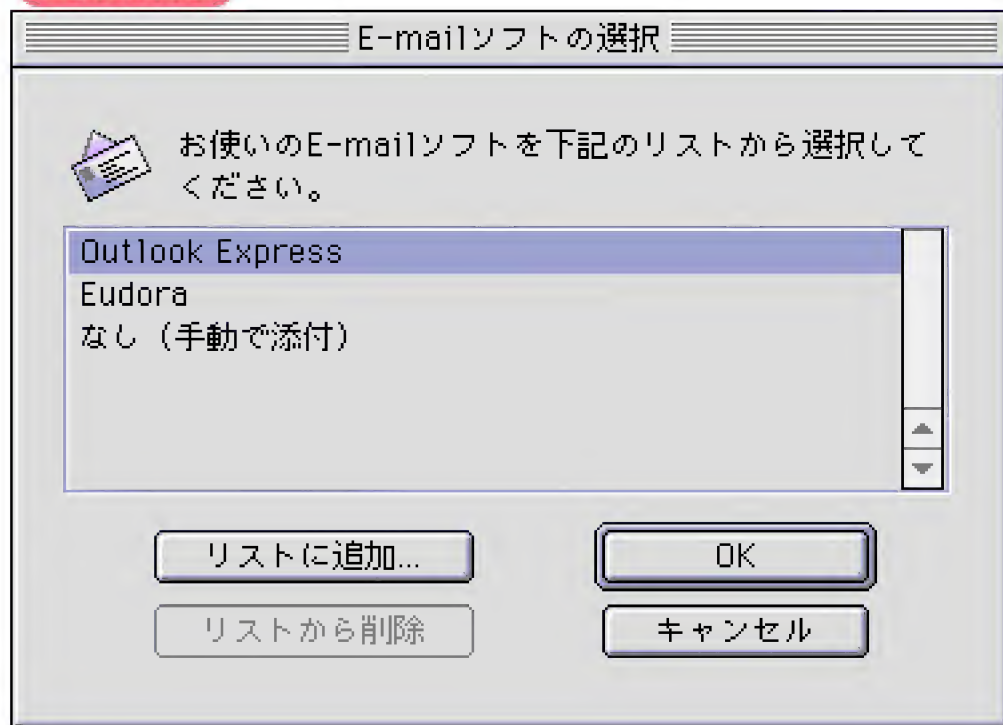 E-mailソフトの選択
お使いのE-mailソフトを下記のリストから選択して
ください。
Outlook Express
Eudora
なし（手動で添付）
リストに追加...
OK
リストから削除
キャンセル